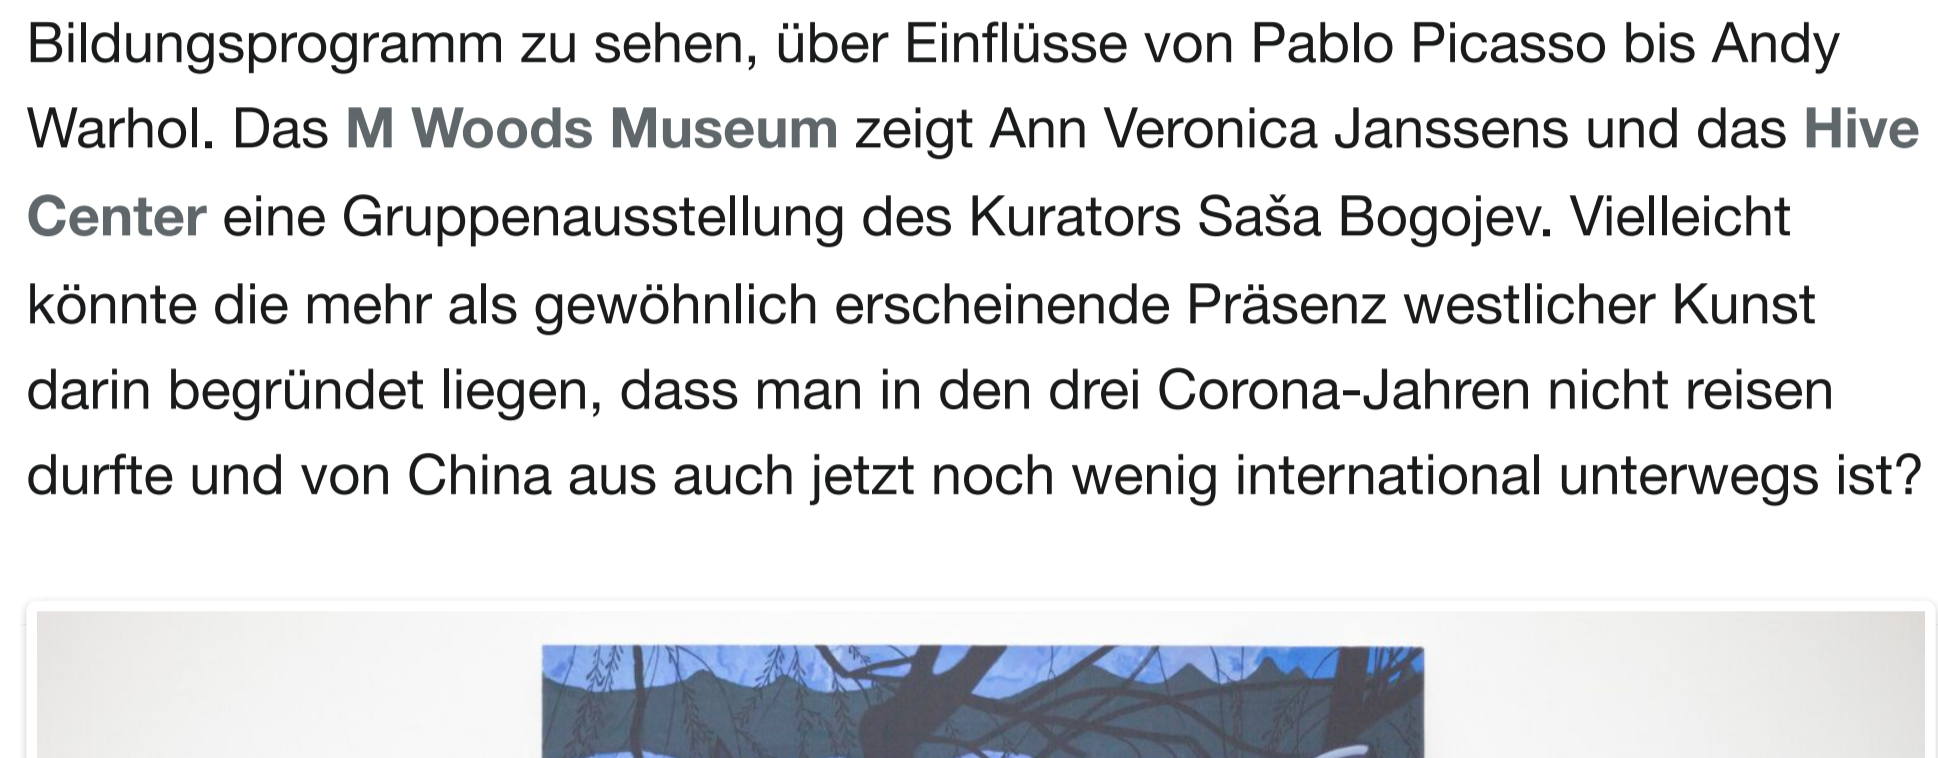 Bildungsprogramm zu sehen, über Einflüsse von Pablo Picasso bis Andy
Warhol. Das M Woods Museum zeigt Ann Veronica Janssens und das Hive
Center eine Gruppenausstellung des Kurators Saša Bogojev. Vielleicht
könnte die mehr als gewöhnlich erscheinende Präsenz westlicher Kunst
darin begründet liegen, dass man in den drei Corona-Jahren nicht reisen
durfte und von China aus auch jetzt noch wenig international unterwegs ist?